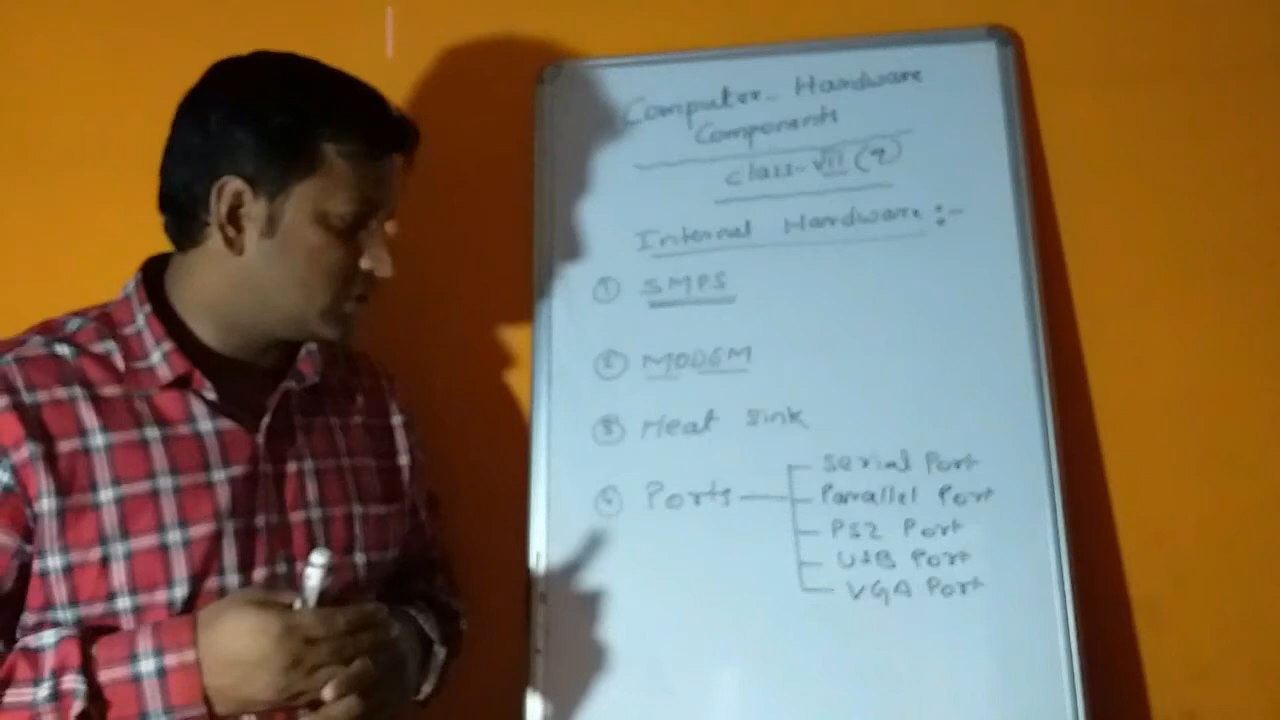 Computer Hardware
Components
class- VII (9)
Internal Hardware :-
① SMPS
② MODEM
③ Heat Sink
④ Ports
Serial Port
Parallel Port
PS2 Port
USB Port
VGA Port